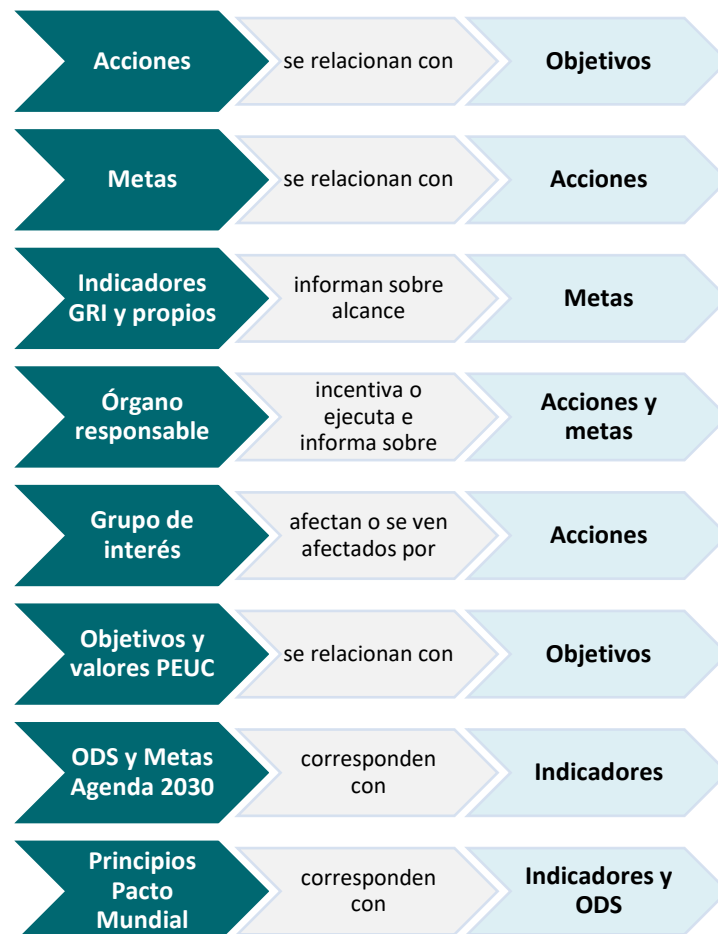 Acciones
se relacionan con
Objetivos
Metas
se relacionan con
Acciones
Indicadores
GRI y propios
informan sobre
alcance
Metas
Órgano
responsable
incentiva o
ejecuta e
informa sobre
Acciones y
metas
Grupo de
interés
afectan o se ven
afectados por
Acciones
Objetivos y
valores PEUC
se relacionan con
Objetivos
ODS y Metas
Agenda 2030
corresponden
con
Indicadores
Principios
Pacto
Mundial
corresponden
con
Indicadores y
ODS